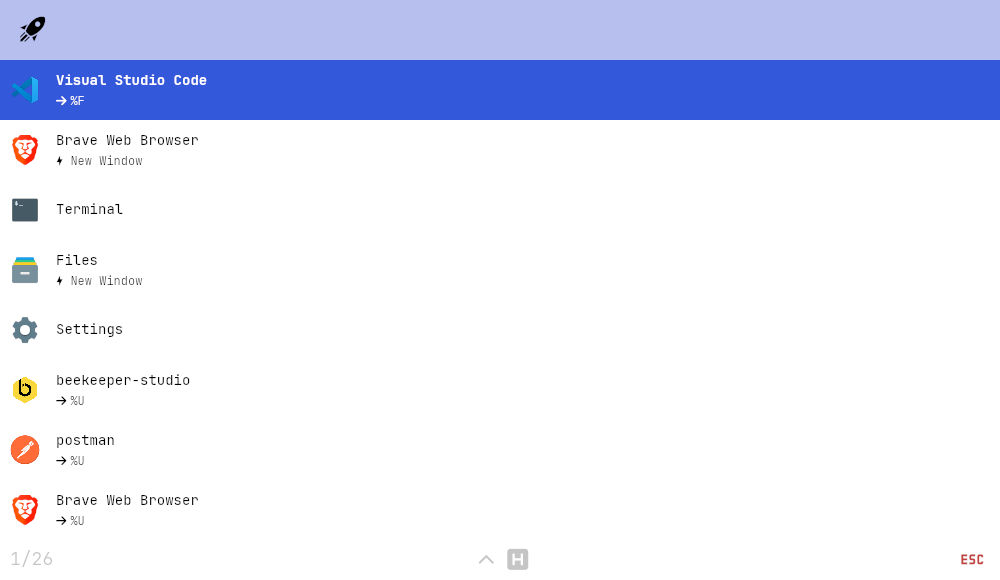 Visual Studio Code
→ %F
Brave Web Browser
New Window
$_
Terminal
Files
New Window
Settings
beekeeper-studio
→ %U
postman
→ %U
Brave Web Browser
→ %U
1/26
H
ESC